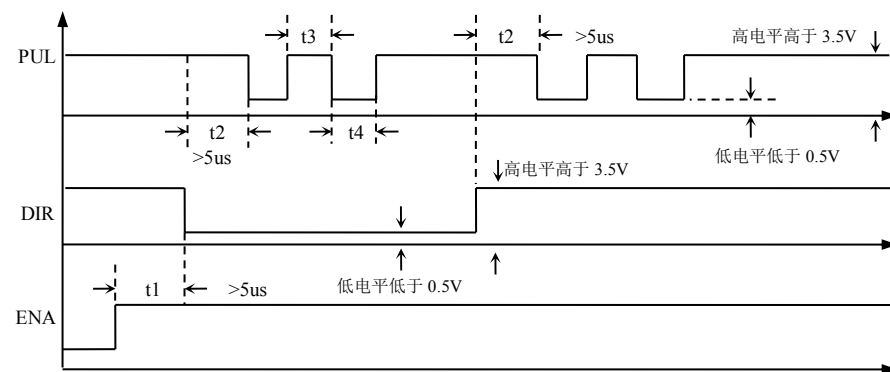 t3
t2
>5us
高电平高于 3.5V
PUL
t2
t4
>5us
低电平低于 0.5V
高电平高于 3.5V
DIR
低电平低于 0.5V
t1
>5us
ENA